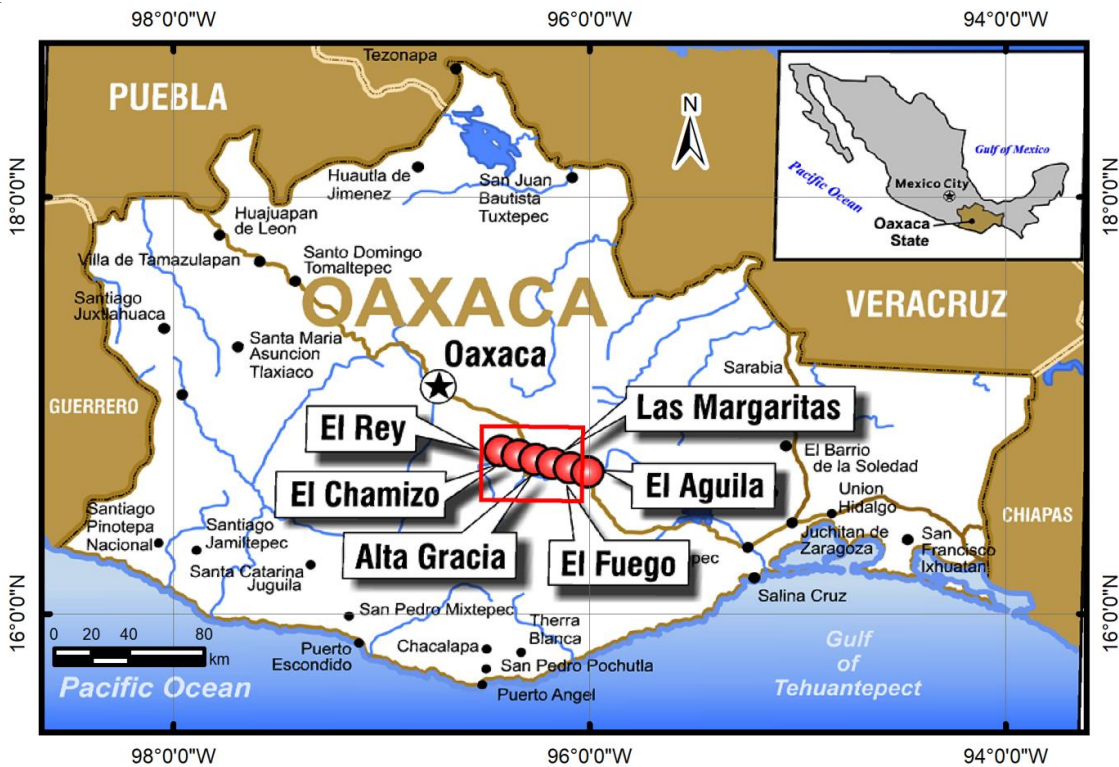 98°0'0"W
96°0'0"W
94°0'0"W
Tezonapa
PUEBLA
N
Gulf of Mexico
Pacific Ocean
Mexico City
Oaxaca
State
18°0'0"N
18°0'0"N
Huautla de
Jimenez
San Juan
Bautista
Tuxtepec
Huajuapan
de Leon
Villa de Tamazulapan
Santo Domingo
Tomaltepec
OAXACA
VERACRUZ
Santiago
Juxtlahuaca
Santa Maria
Asuncion
Tlaxiaco
Oaxaca
Sarabia
GUERRERO
El Rey
Las Margaritas
El Chamizo
El Aguila
El Barrio
de la Soledad
Union
Hidalgo
CHIAPAS
Santiago
Pinotepa
Nacional
Santiago
Jamiltepec
Alta Gracia
El Fuego
pec
Juchitan de
Zaragoza
San
Francisco
Ixhuatan
Santa Catarina
Juguila
Salina Cruz
16°0'0"N
16°0'0"N
San Pedro Mixtepec
Therra
Blanca
0 20 40 80
km
Puerto
Escondido
Chacalapa
San Pedro Pochutla
Puerto Angel
Gulf
of
Tehuantepect
Pacific Ocean
98°0'0"W
96°0'0"W
94°0'0"W